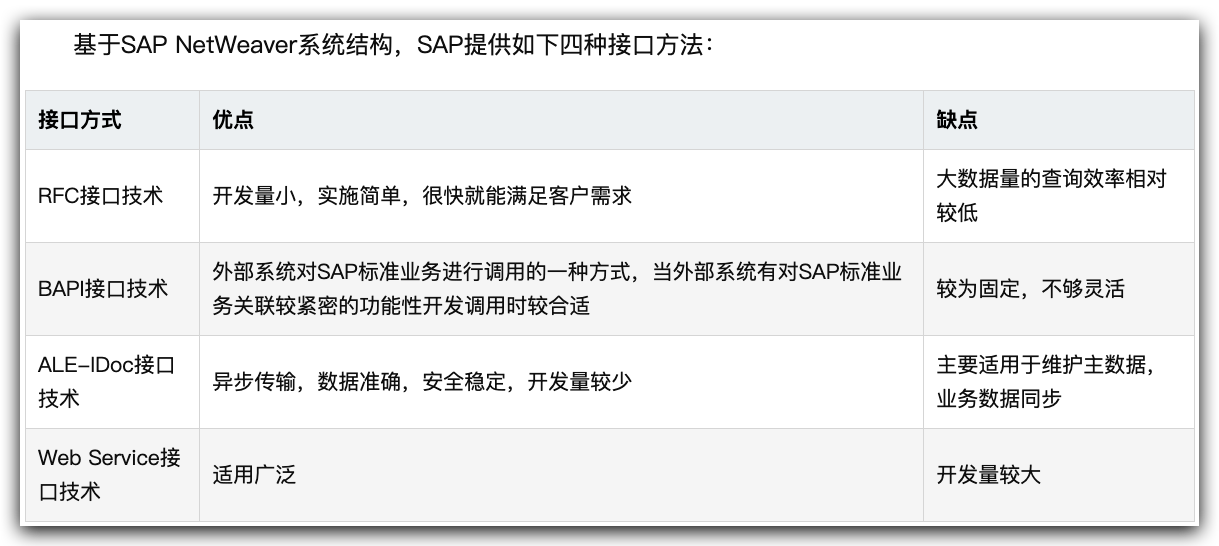 基于SAP NetWeaver系统结构，SAP提供如下四种接口方法：
接口方式
优点
缺点
RFC接口技术
开发量小，实施简单，很快就能满足客户需求
大数据量的查询效率相对
较低
BAPI接口技术
外部系统对SAP标准业务进行调用的一种方式，当外部系统有对SAP标准业
务关联较紧密的功能性开发调用时较合适
较为固定，不够灵活
ALE-IDoc接口
技术
异步传输，数据准确，安全稳定，开发量较少
主要适用于维护主数据，
业务数据同步
Web Service接
口技术
适用广泛
开发量较大